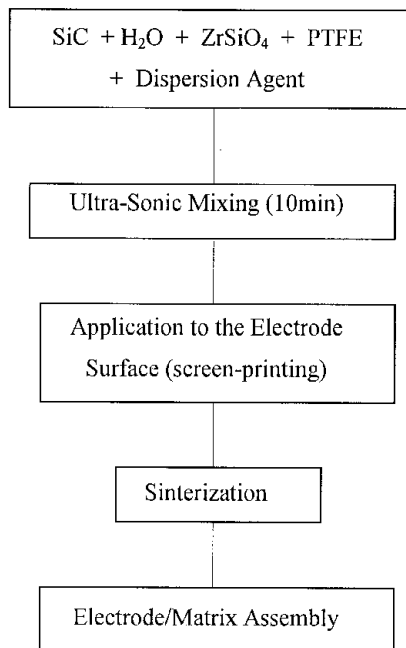 SiC + H₂O + ZrSiO₄ + PTFE
+ Dispersion Agent
Ultra-Sonic Mixing (10min)
Application to the Electrode
Surface (screen-printing)
Sinterization
Electrode/Matrix Assembly